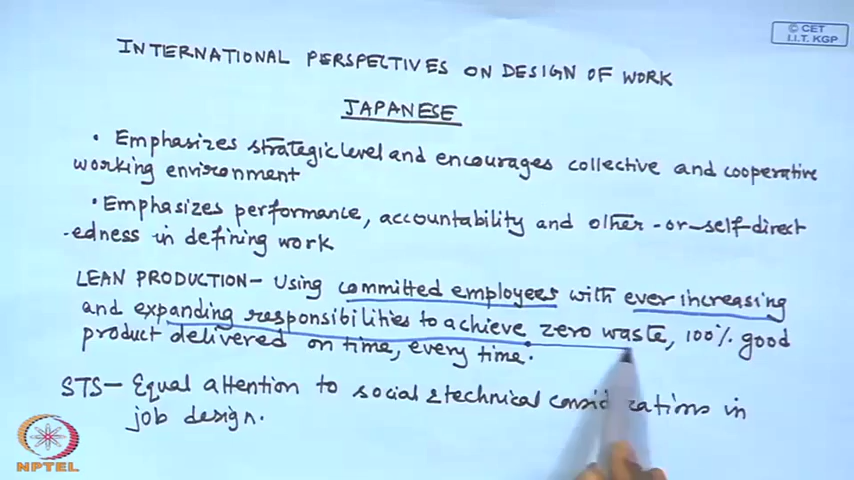 © CET
I.I.T. KGP
INTERNATIONAL PERSPECTIVES ON DESIGN OF WORK
JAPANESE
• Emphasizes strategic level and encourages collective and cooperative
working environment
• Emphasizes performance, accountability and other-or-self-direct
-edness in defining work
LEAN PRODUCTION- Using committed employees with ever increasing
and expanding responsibilities to achieve zero waste, 100% good
product delivered on time, every time.
STS- Equal attention to social & technical considerations in
job design.
NPTEL